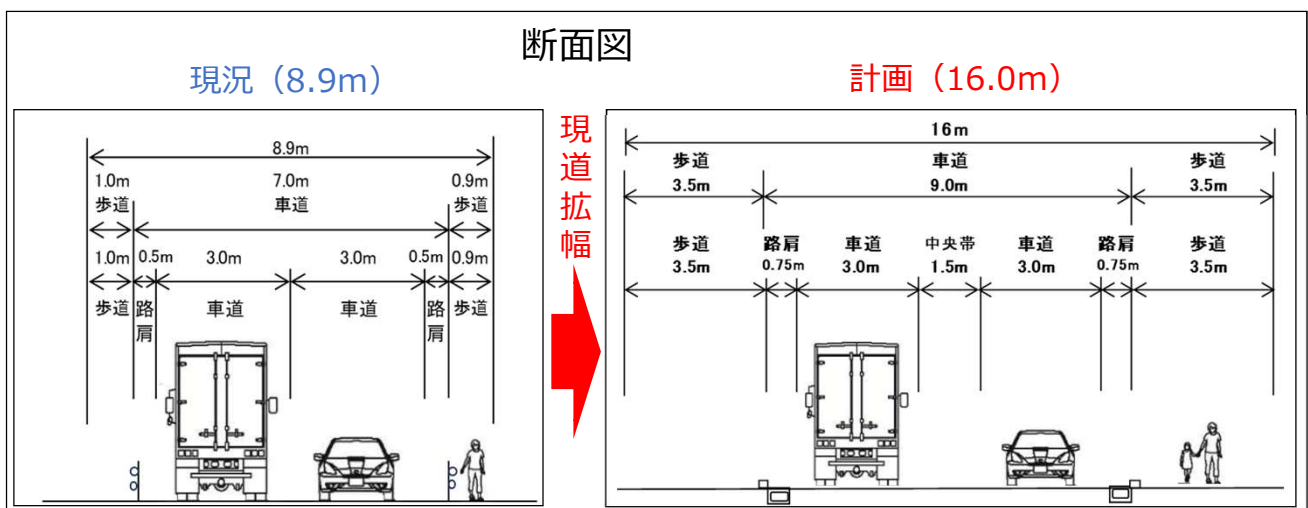 断面図
現況（8.9m）
8.9m
1.0m 7.0m 0.9m
歩道 車道 歩道
1.0m 0.5m 3.0m 3.0m 0.5m 0.9m
歩道 路肩 車道 車道 路肩 歩道
現道拡幅
計画（16.0m）
16m
歩道 車道 歩道
3.5m 9.0m 3.5m
歩道 路肩 車道 中央帯 車道 路肩 歩道
3.5m 0.75m 3.0m 1.5m 3.0m 0.75m 3.5m